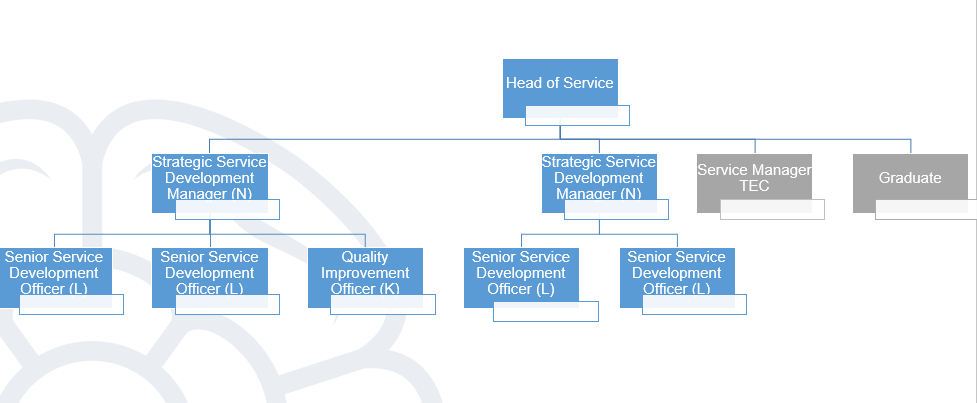 Head of Service
Strategic Service
Development
Manager (N)
Strategic Service
Development
Manager (N)
Service Manager
TEC
Graduate
Senior Service
Development
Officer (L)
Senior Service
Development
Officer (L)
Quality
Improvement
Officer (K)
Senior Service
Development
Officer (L)
Senior Service
Development
Officer (L)